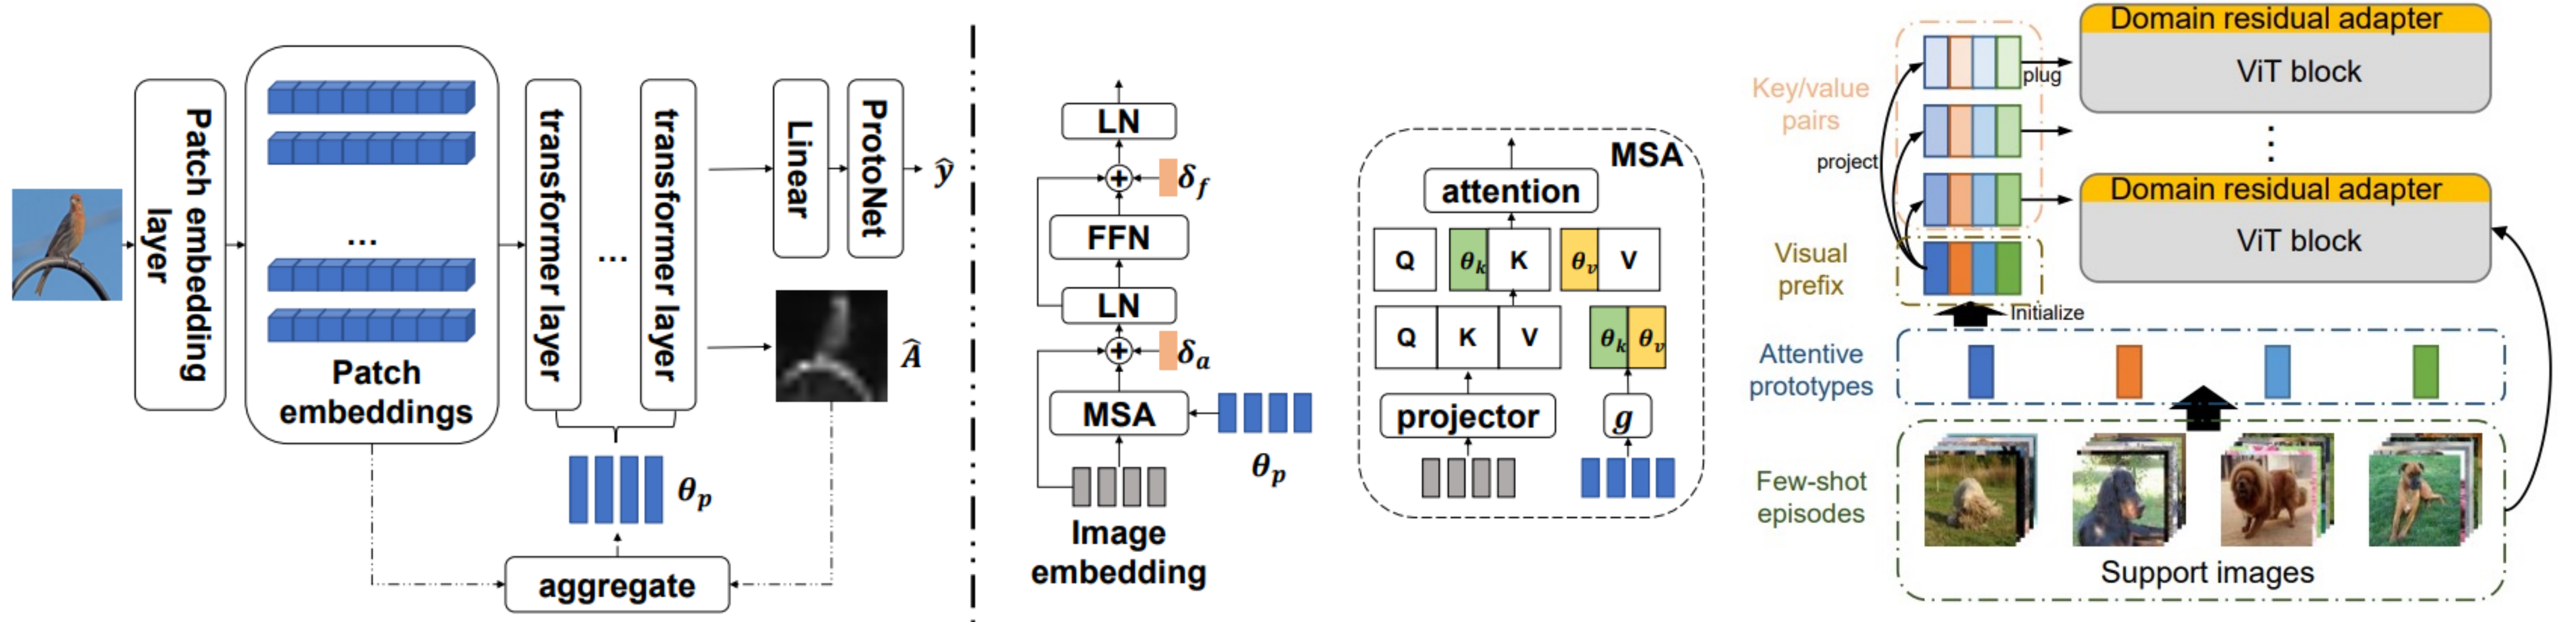 Patch embedding
layer
...
Patch
embeddings
transformer layer
...
transformer layer
Linear
ProtoNet
ŷ
Â
θp
aggregate
LN
+
δf
FFN
LN
+
δa
MSA
θp
Image
embedding
MSA
attention
Q
θk
K
θv
V
Q
K
V
θk
θv
projector
g
Key/value
pairs
project
plug
Domain residual adapter
ViT block
Domain residual adapter
ViT block
Visual
prefix
Initialize
Attentive
prototypes
Few-shot
episodes
Support images